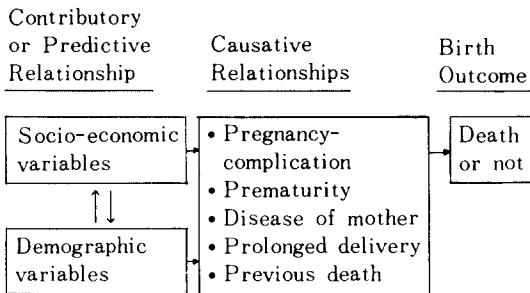 Contributory
or Predictive
Relationship
Causative
Relationships
Birth
Outcome
Socio-economic
variables
Demographic
variables
• Pregnancy-
complication
• Prematurity
• Disease of mother
• Prolonged delivery
• Previous death
Death
or not